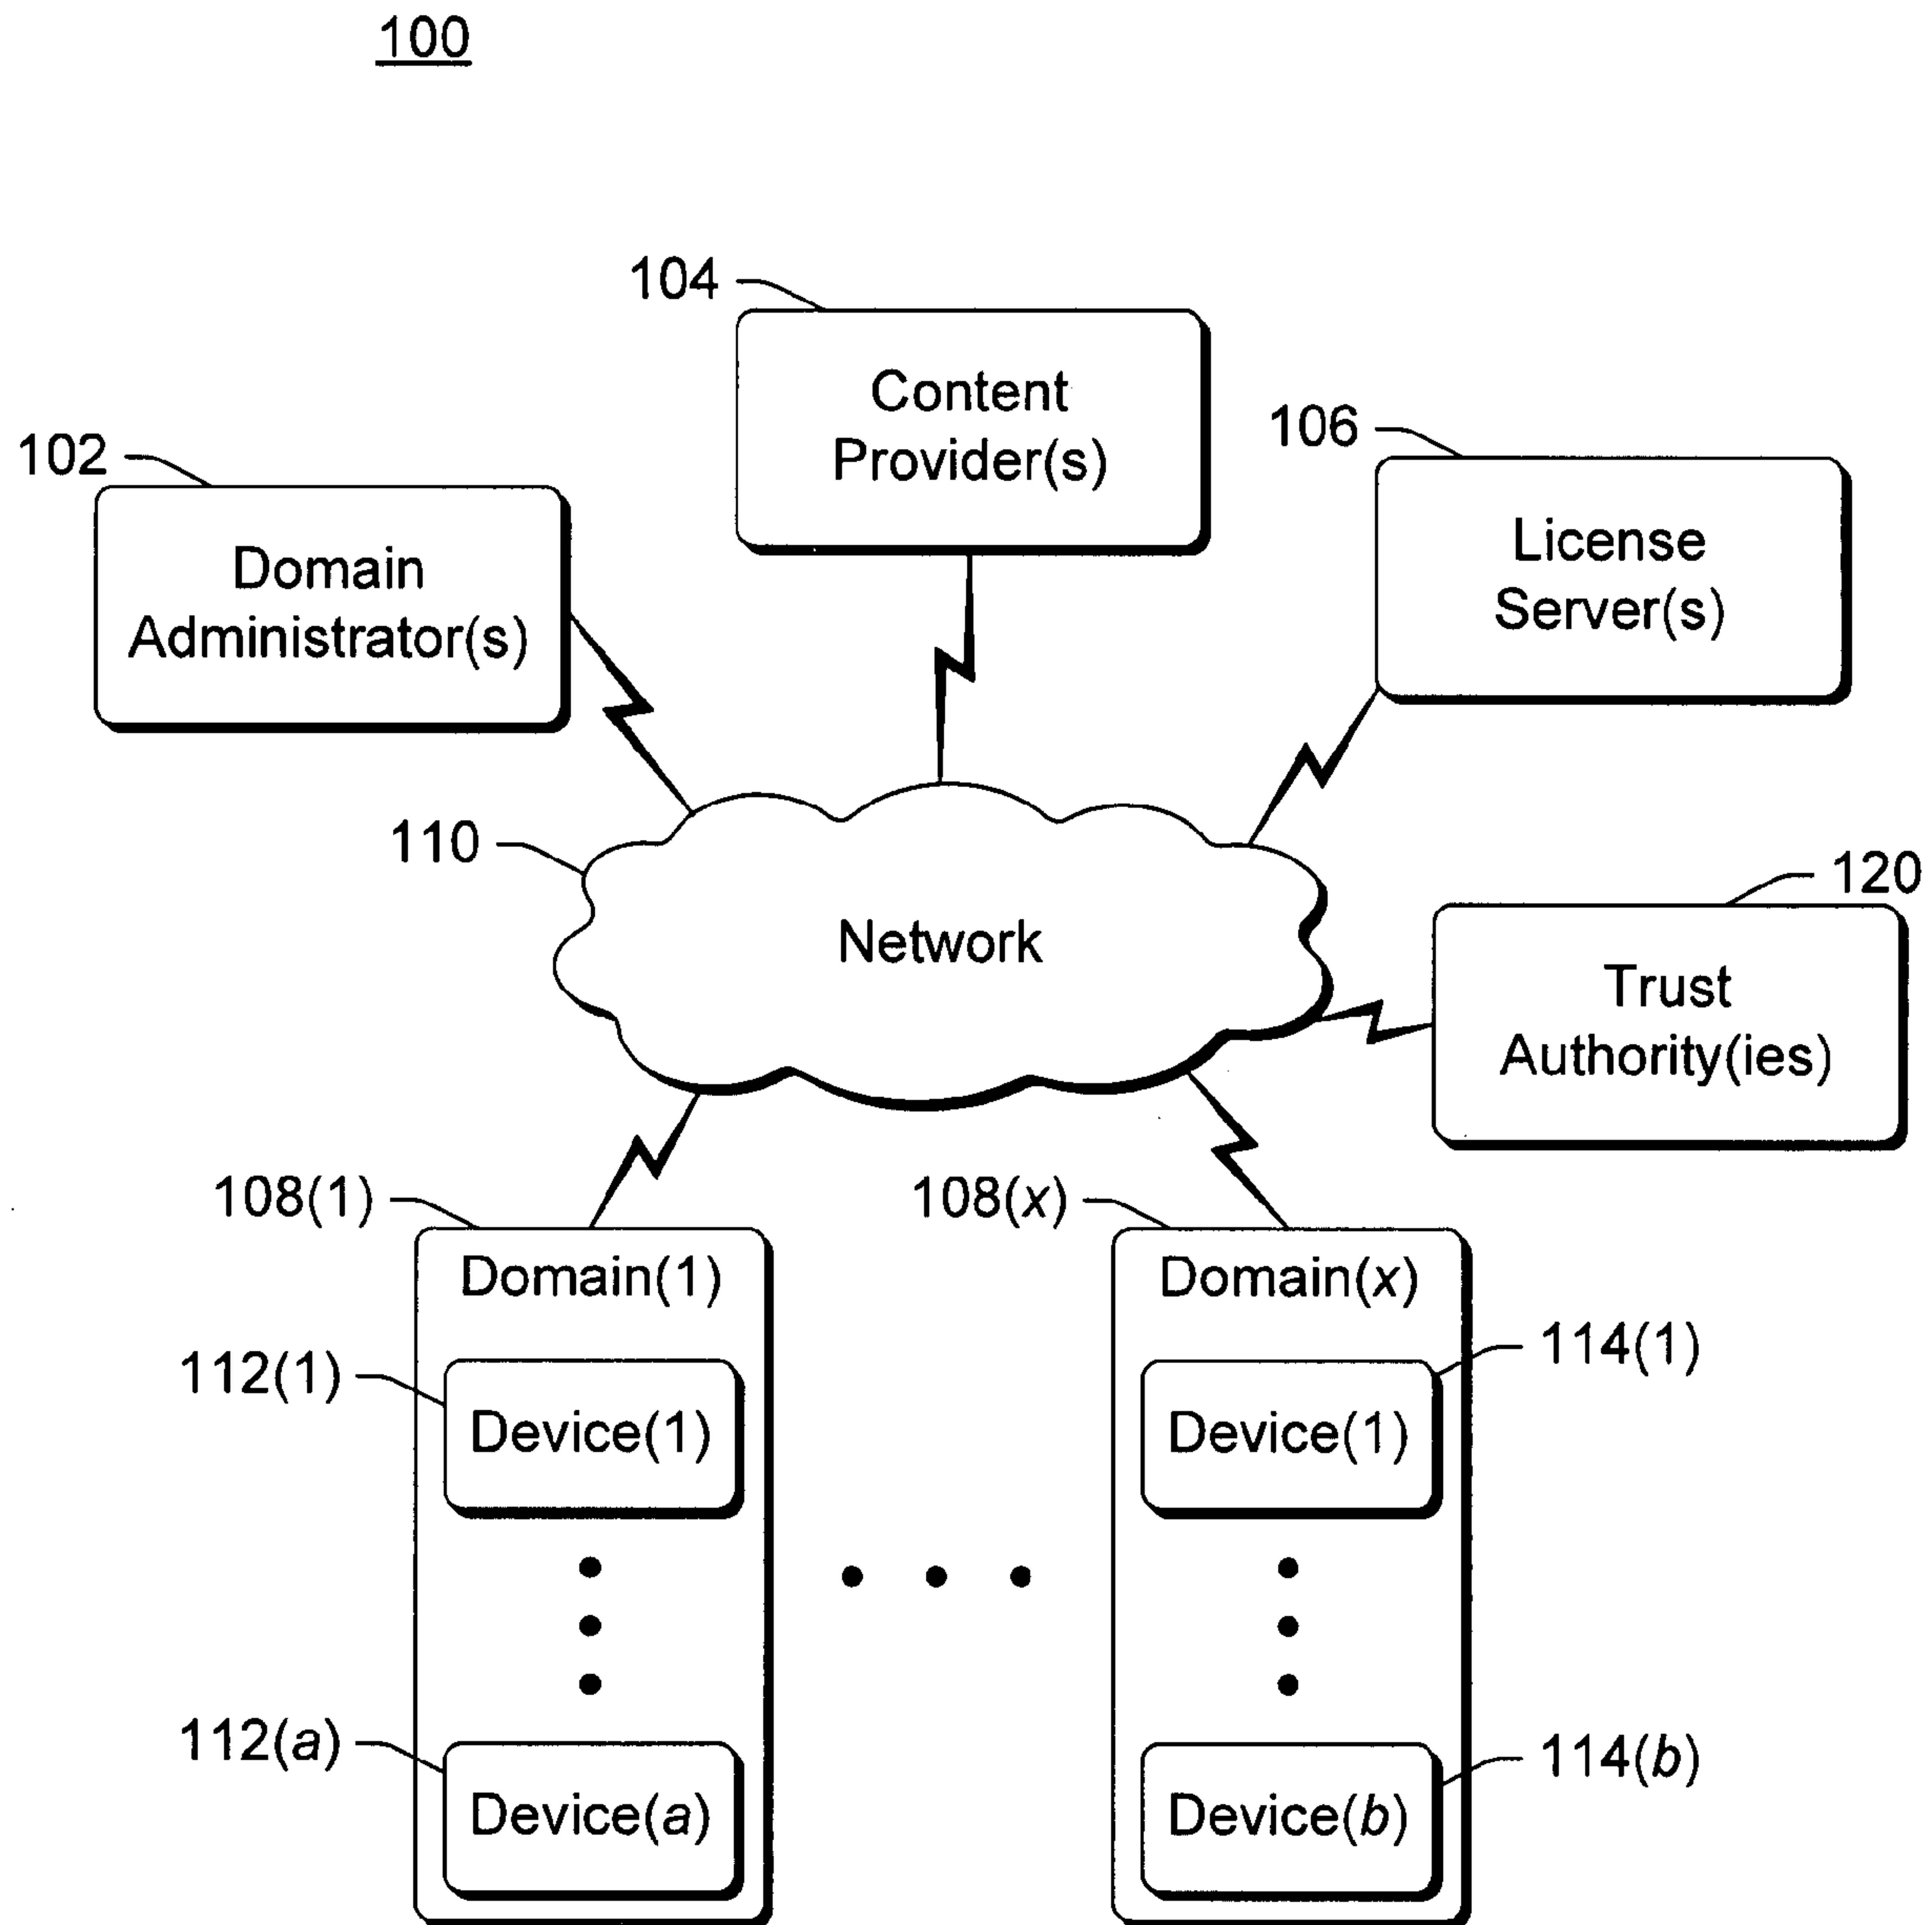 100
104
Content
Provider(s)
106
102
License
Server(s)
Domain
Administrator(s)
110
120
Network
Trust
Authority(ies)
108(1)
108(x)
Domain(1)
Domain(x)
114(1)
112(1)
Device(1)
Device(1)
112(a)
114(b)
Device(a)
Device(b)